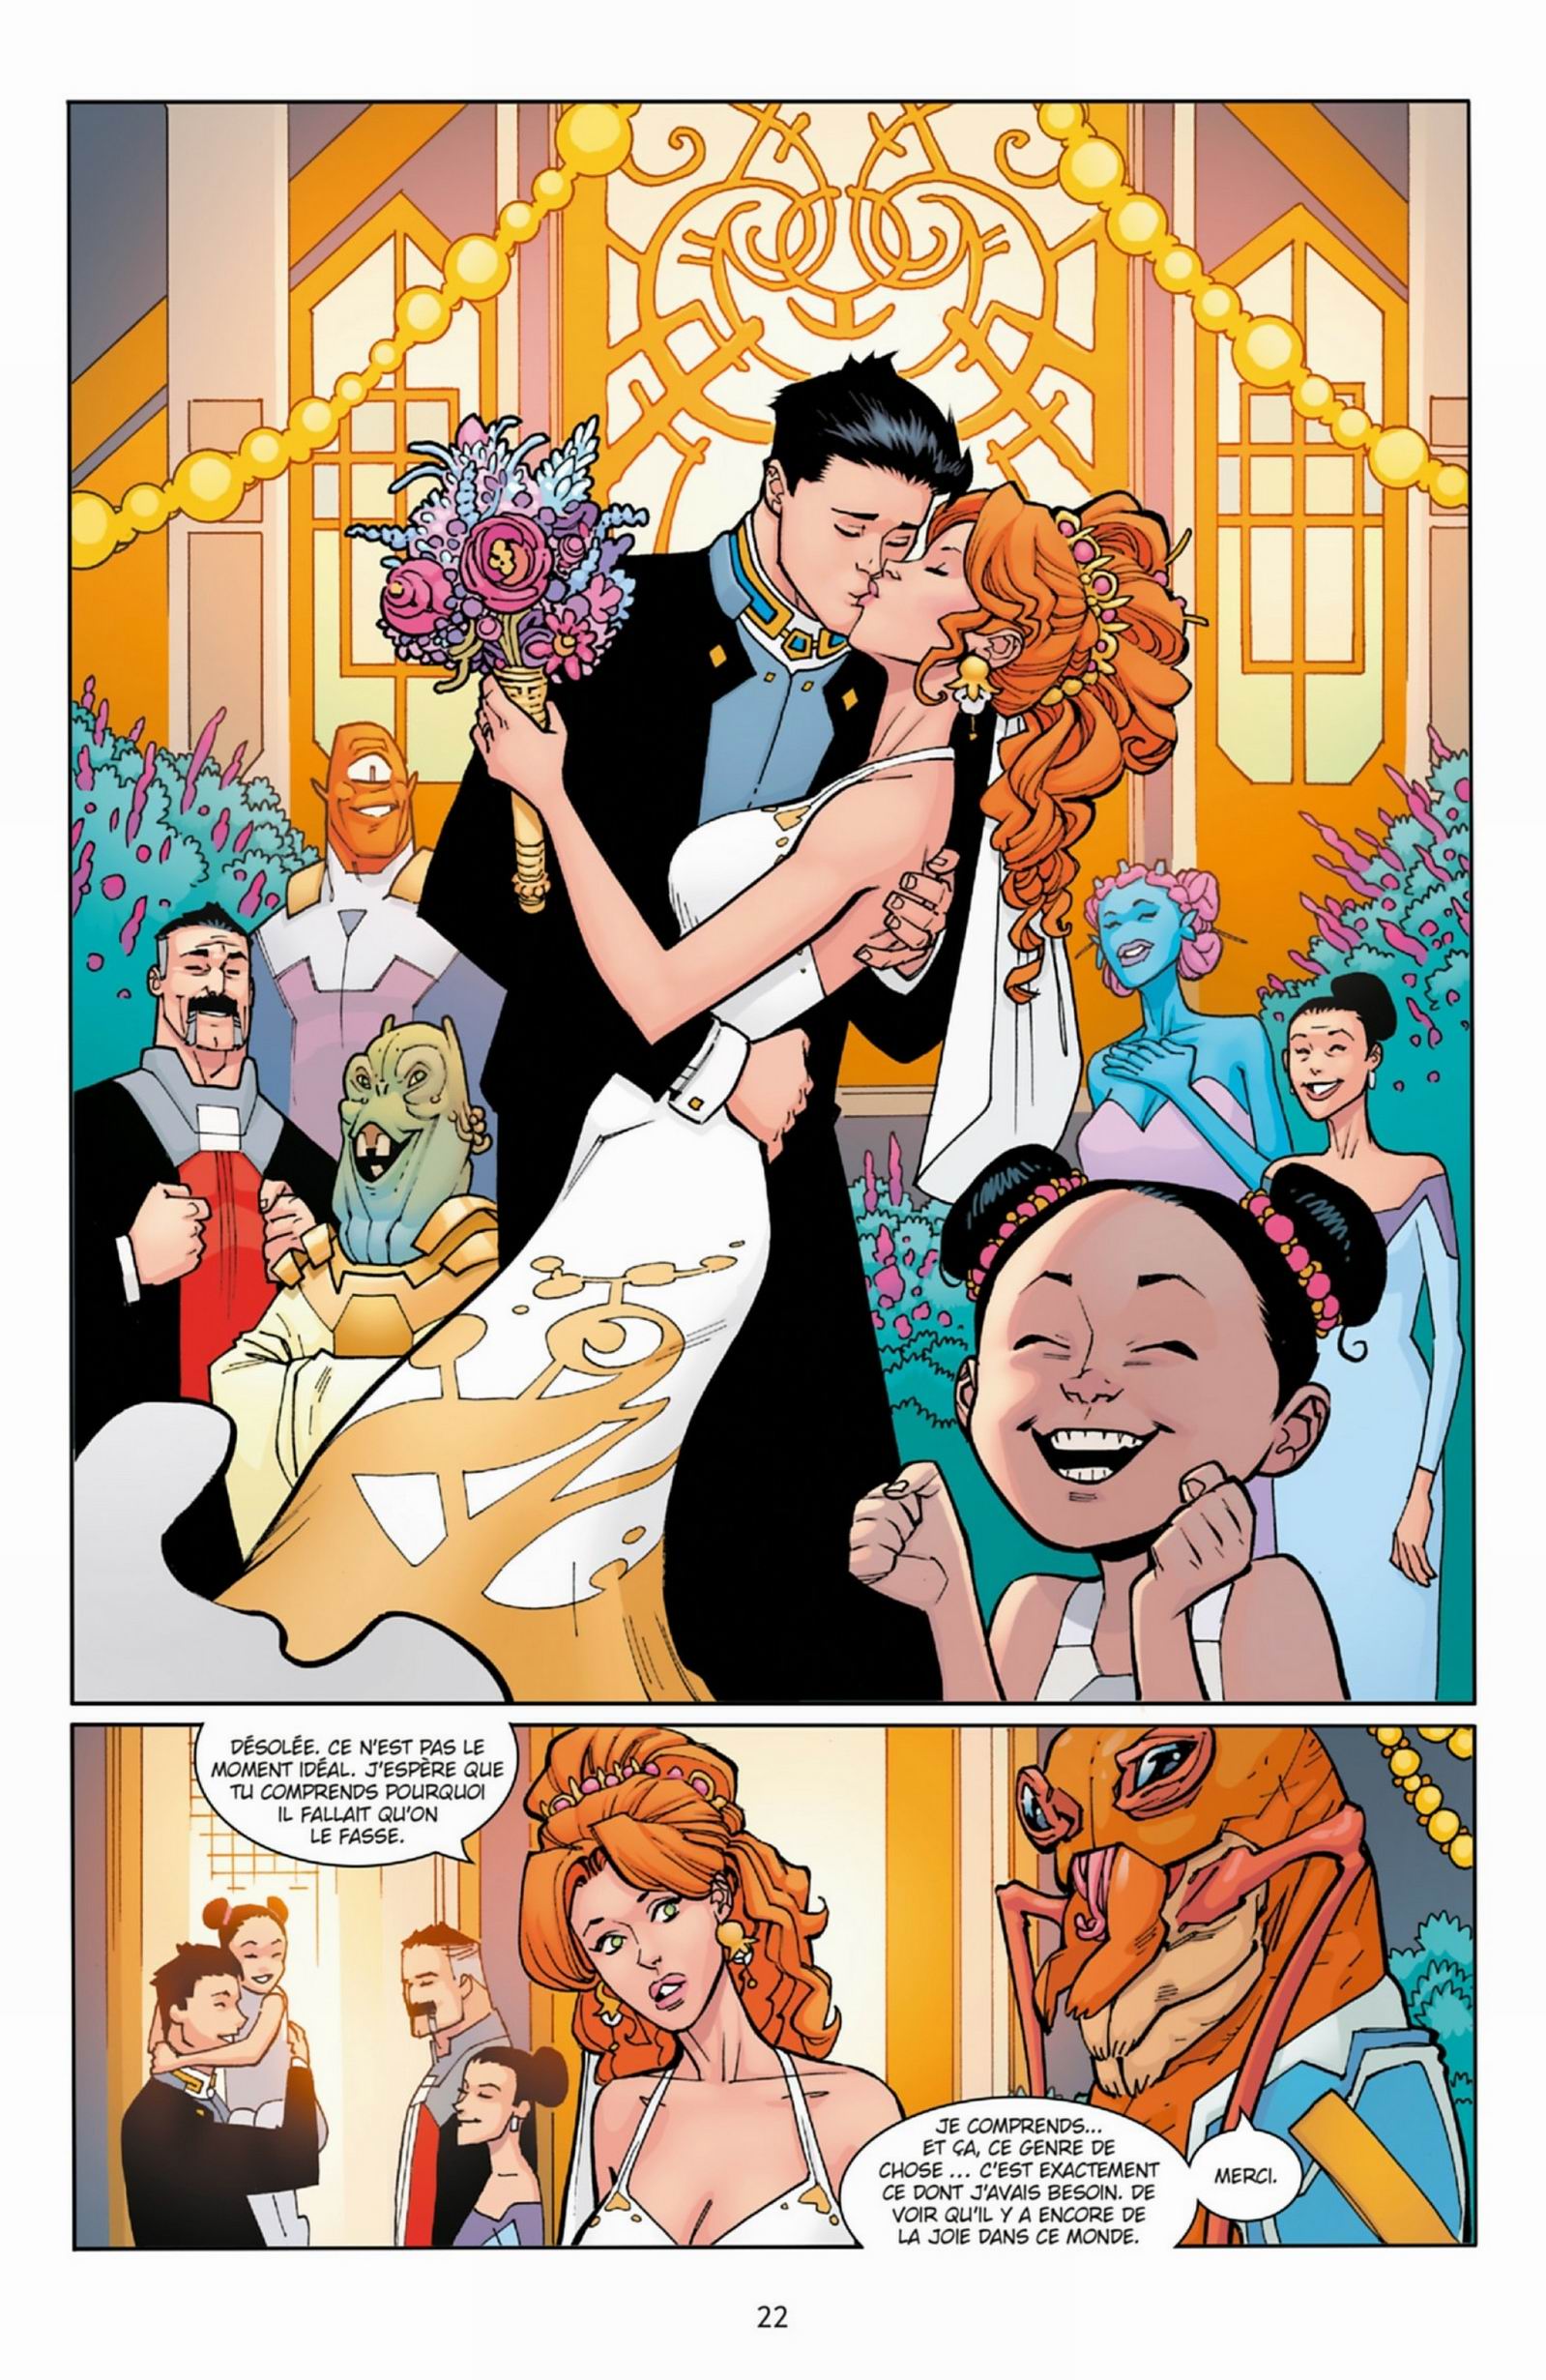 DÉSOLÉE. CE N'EST PAS LE
MOMENT IDÉAL. J'ESPÈRE QUE
TU COMPRENDS POURQUOI
IL FALLAIT QU'ON
LE FASSE.
JE COMPRENDS...
ET ÇA, CE GENRE DE
CHOSE ... C'EST EXACTEMENT
CE DONT J'AVAIS BESOIN. DE
VOIR QU'IL Y A ENCORE DE
LA JOIE DANS CE MONDE.
MERCI.
22